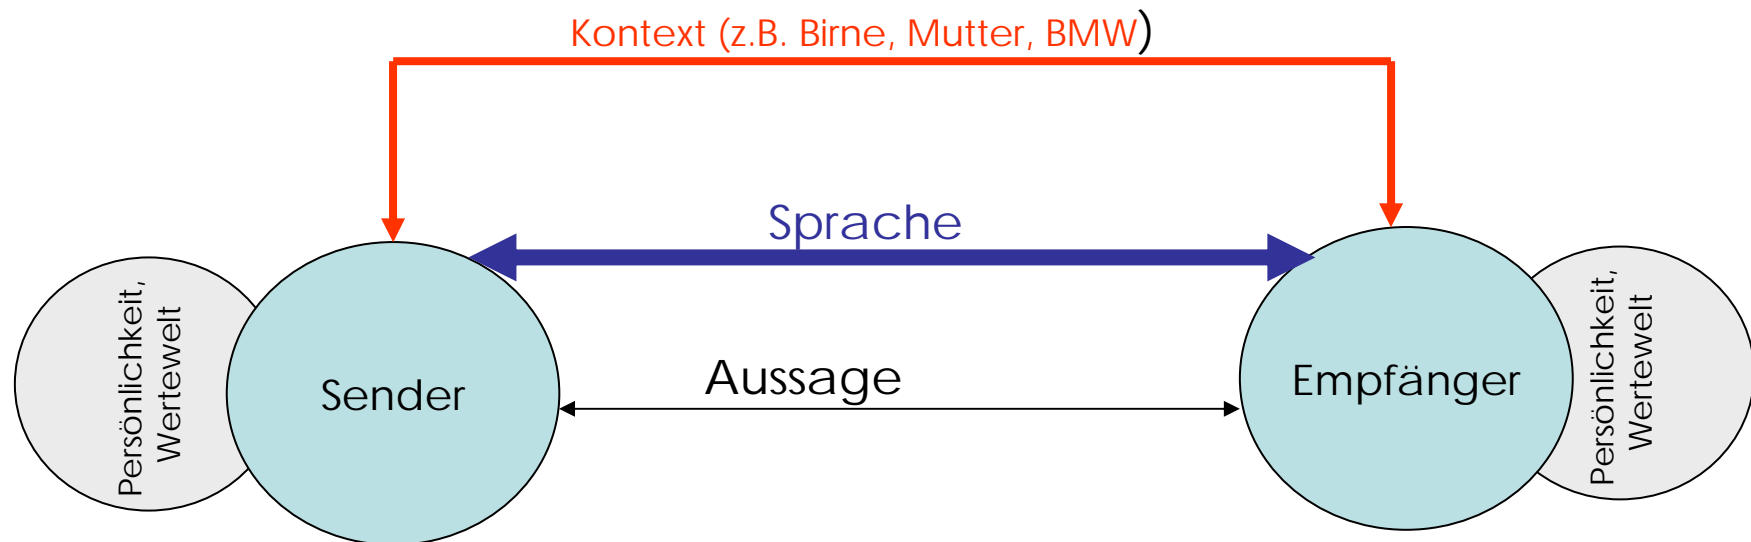 Kontext (z.B. Birne, Mutter, BMW)
Sprache
Persönlichkeit,
Wertewelt
Sender
Aussage
Empfänger
Persönlichkeit,
Wertewelt